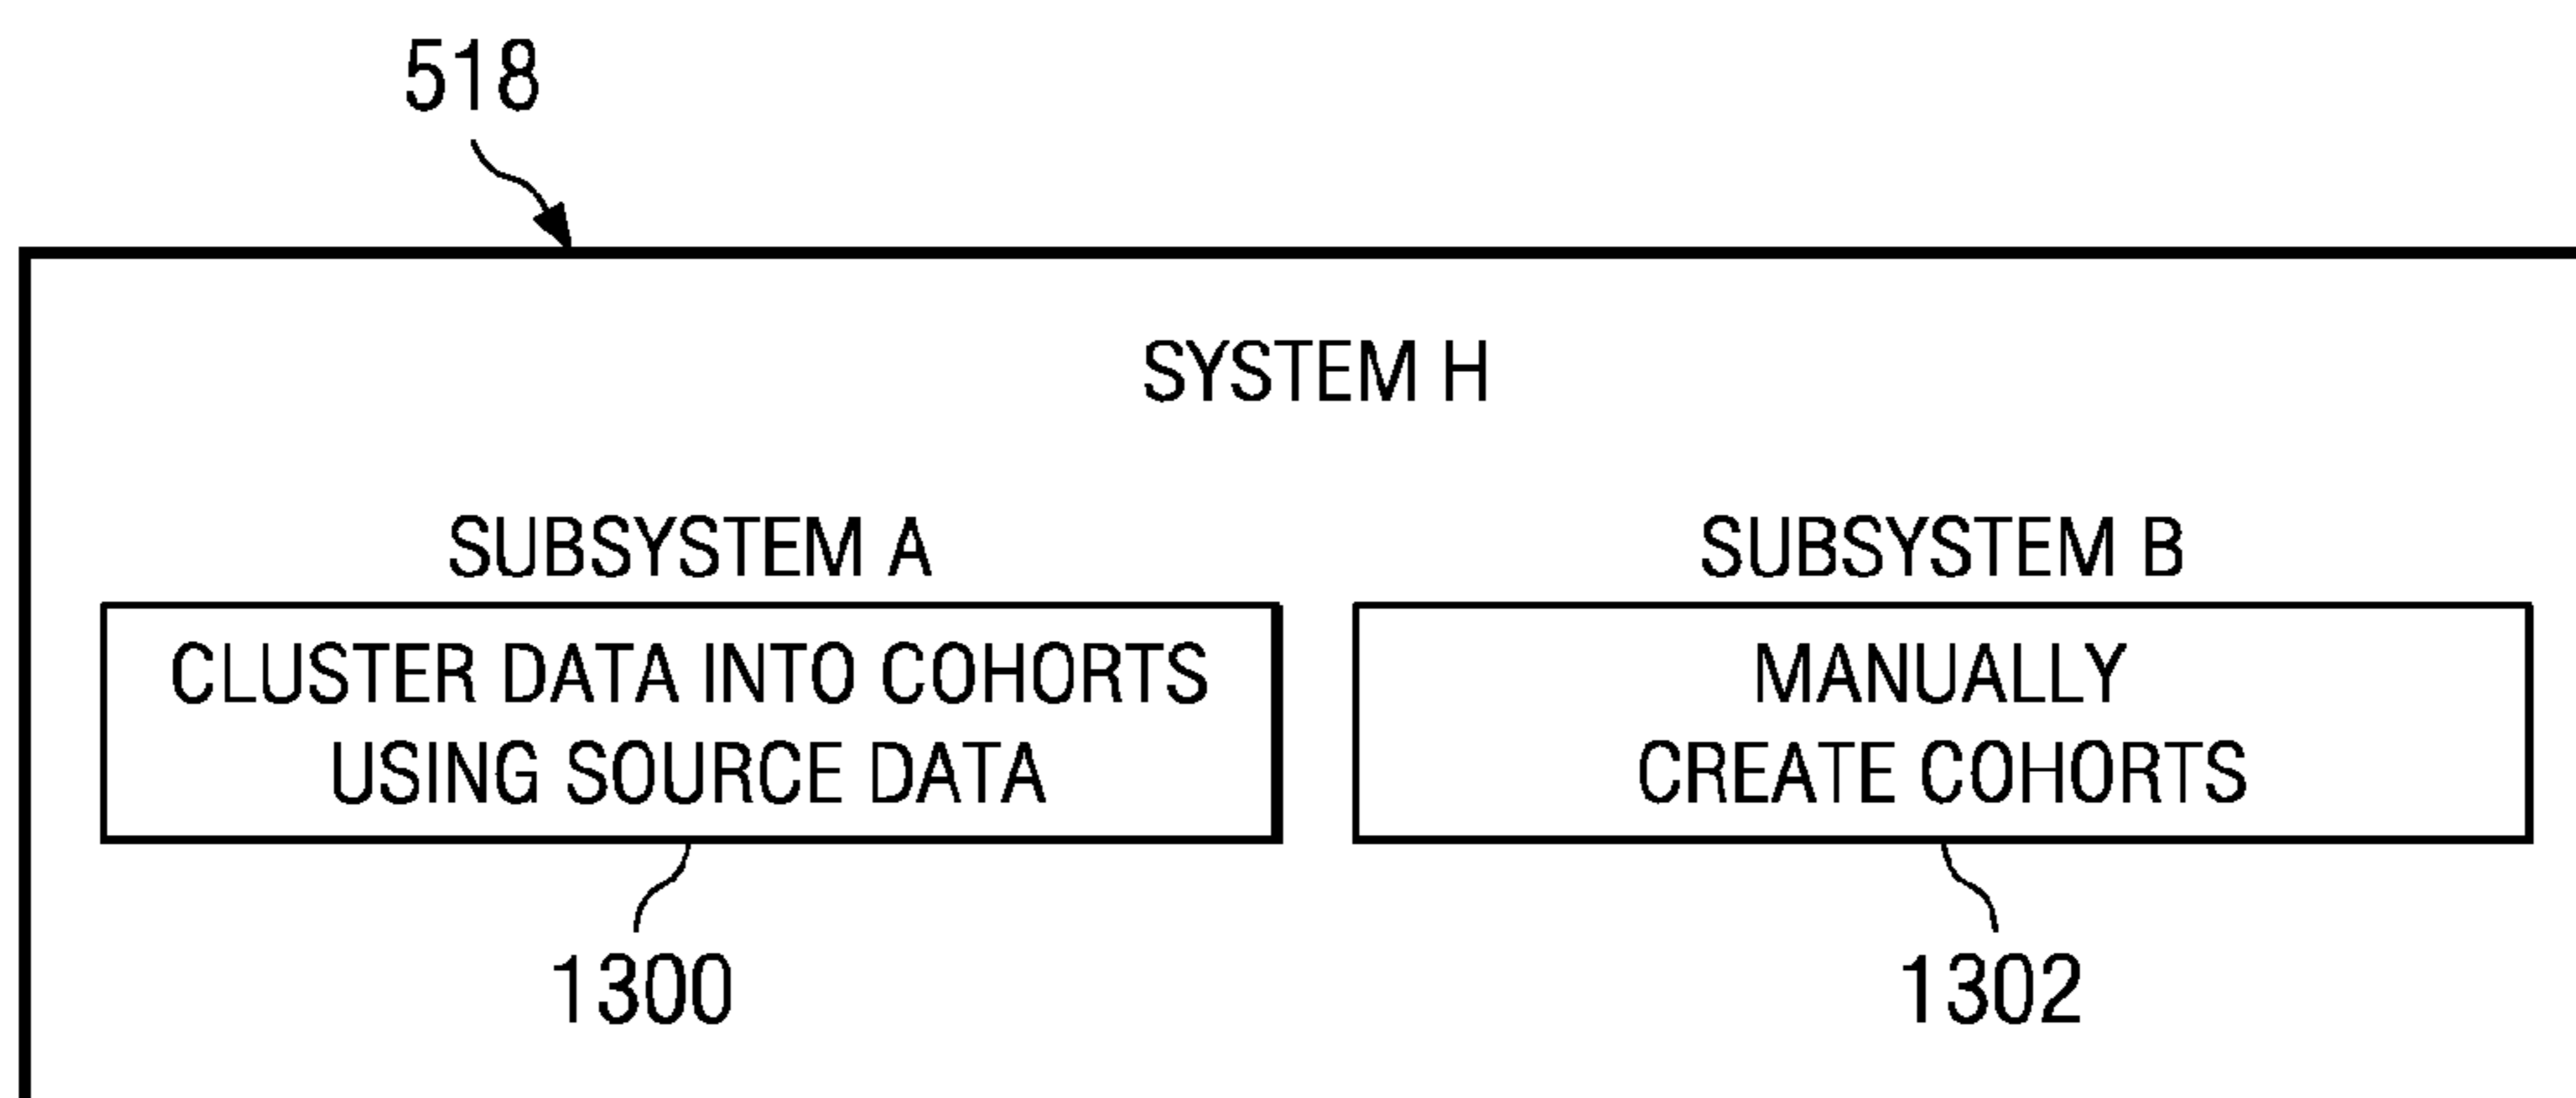 518
SYSTEM H
SUBSYSTEM A
CLUSTER DATA INTO COHORTS
USING SOURCE DATA
1300
SUBSYSTEM B
MANUALLY
CREATE COHORTS
1302